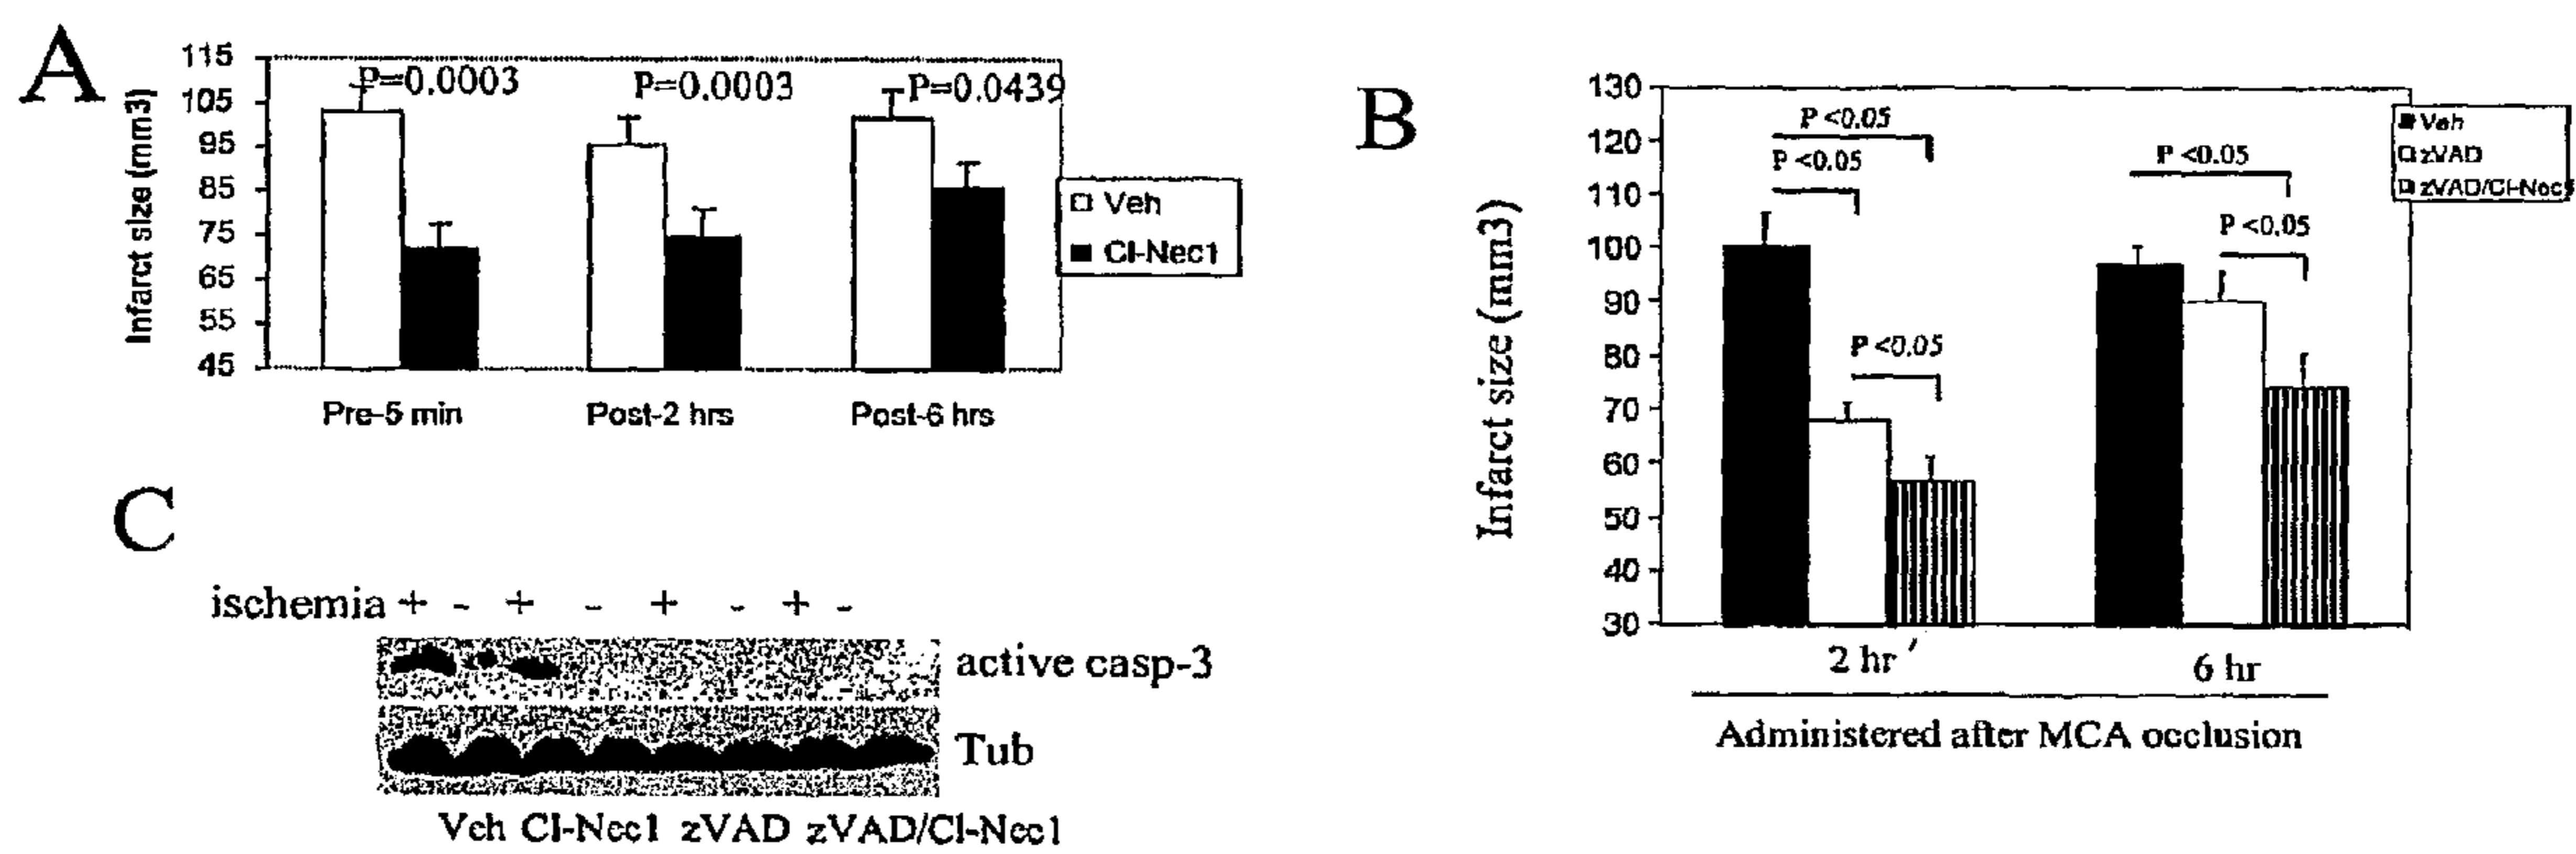 A
115
105
95
85
75
65
55
45
Infarct size (mm3)
P=0.0003
P=0.0003
P=0.0439
Pre-5 min
Post-2 hrs
Post-6 hrs
Veh
Cl-Nec1
B
130
120
110
100
90
80
70
60
50
40
30
Infarct size (mm3)
P <0.05
P <0.05
P <0.05
P <0.05
P <0.05
Veh
zVAD
zVAD/Cl-Nec1
2 hr
6 hr
Administered after MCA occlusion
C
ischemia + - + - + - + -
active casp-3
Tub
Veh Cl-Nec1 zVAD zVAD/Cl-Nec1